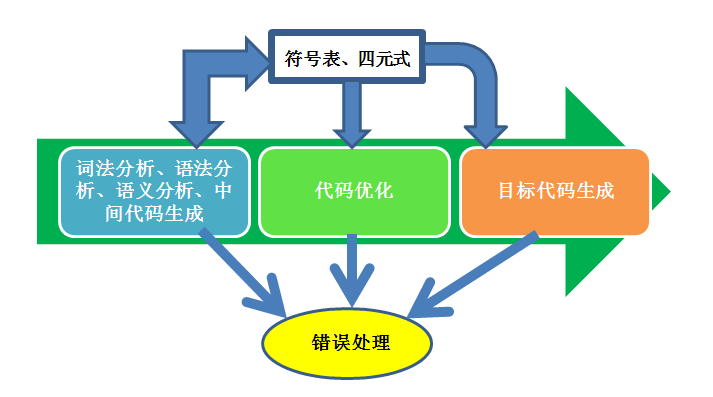 符号表、四元式
词法分析、语法分
析、语义分析、中
间代码生成
代码优化
目标代码生成
错误处理